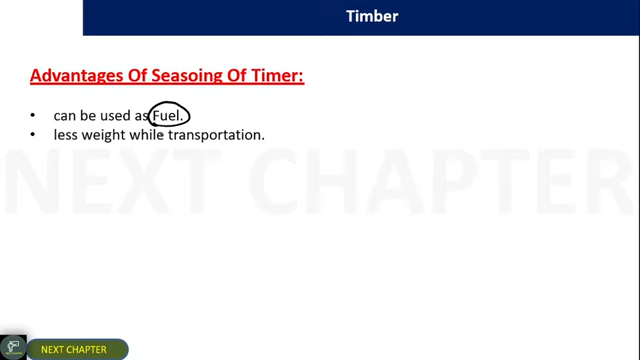 Timber
Advantages Of Seasoing Of Timer:
• can be used as Fuel.
• less weight while transportation.
NEXT CHAPTER
NEXT CHAPTER